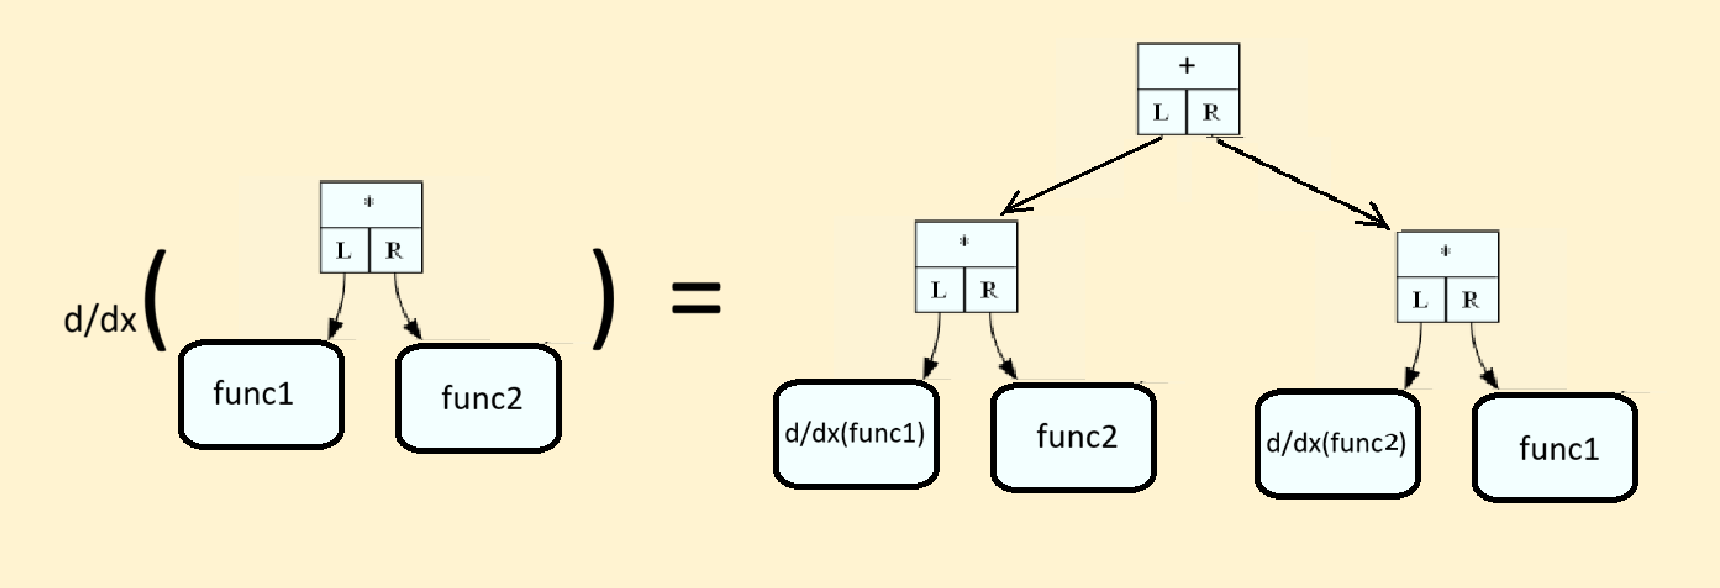 d/dx(
*
L R
func1
func2
)
=
+
L R
*
L R
d/dx(func1)
func2
*
L R
d/dx(func2)
func1